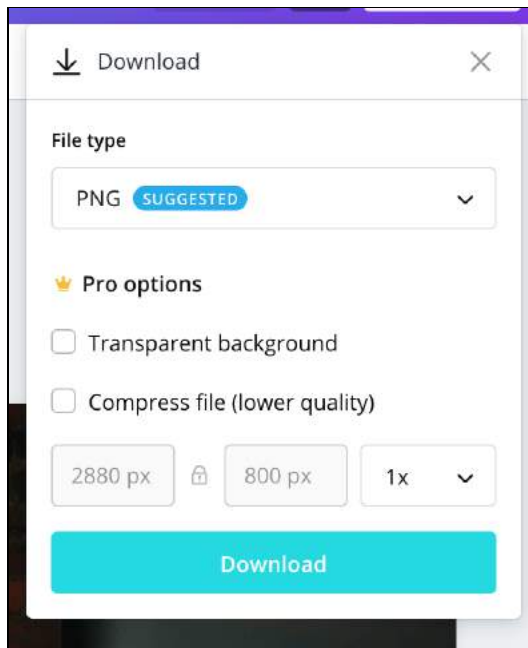 Download
File type
PNG SUGGESTED
Pro options
Transparent background
Compress file (lower quality)
2880 px 800 px 1x
Download